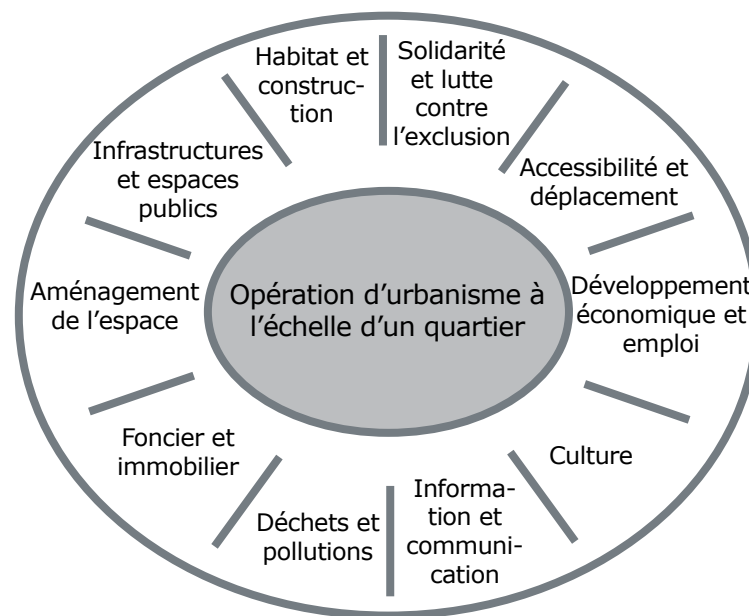 Habitat et
construc-
tion
Solidarité
et lutte
contre
l’exclusion
Accessibilité et
déplacement
Développement
économique et
emploi
Culture
Informa-
tion et
communi-
cation
Déchets et
pollutions
Foncier et
immobilier
Aménagement
de l’espace
Infrastructures
et espaces
publics
Opération d’urbanisme à
l’échelle d’un quartier